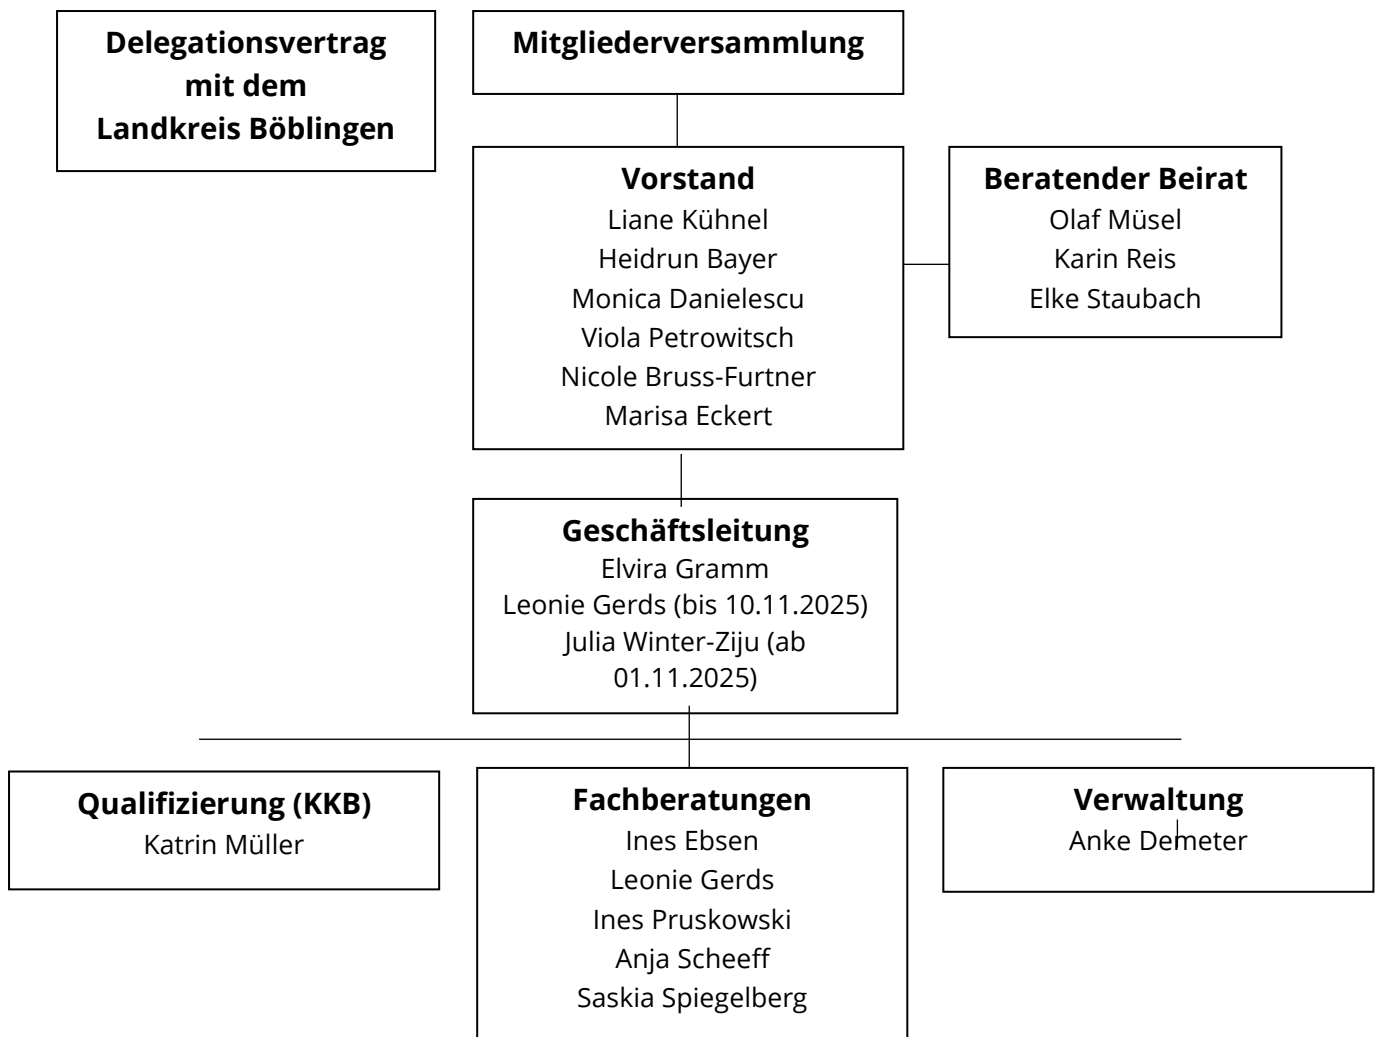 Delegationsvertrag
mit dem
Landkreis Böblingen
Mitgliederversammlung
Vorstand
Liane Kühnel
Heidrun Bayer
Monica Danielescu
Viola Petrowitsch
Nicole Bruss-Furtner
Marisa Eckert
Beratender Beirat
Olaf Müsel
Karin Reis
Elke Staubach
Geschäftsleitung
Elvira Gramm
Leonie Gerds (bis 10.11.2025)
Julia Winter-Ziju (ab
01.11.2025)
Qualifizierung (KKB)
Katrin Müller
Fachberatungen
Ines Ebsen
Leonie Gerds
Ines Pruskowski
Anja Scheeff
Saskia Spiegelberg
Verwaltung
Anke Demeter